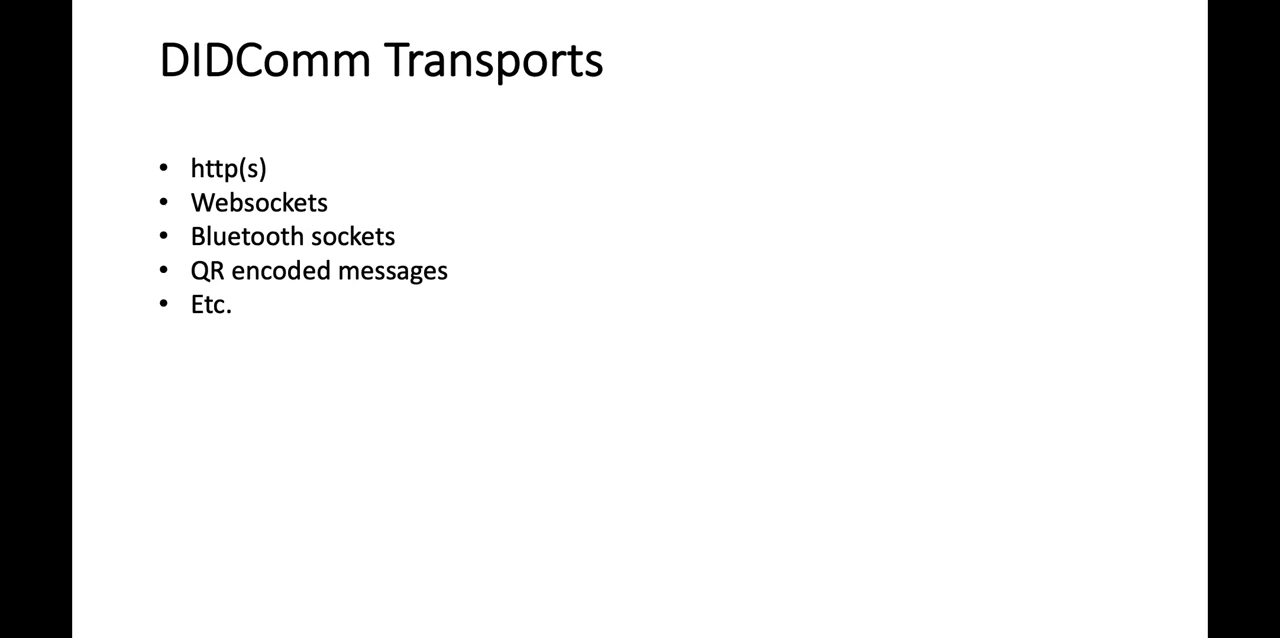 DIDComm Transports
• http(s)
• Websockets
• Bluetooth sockets
• QR encoded messages
• Etc.